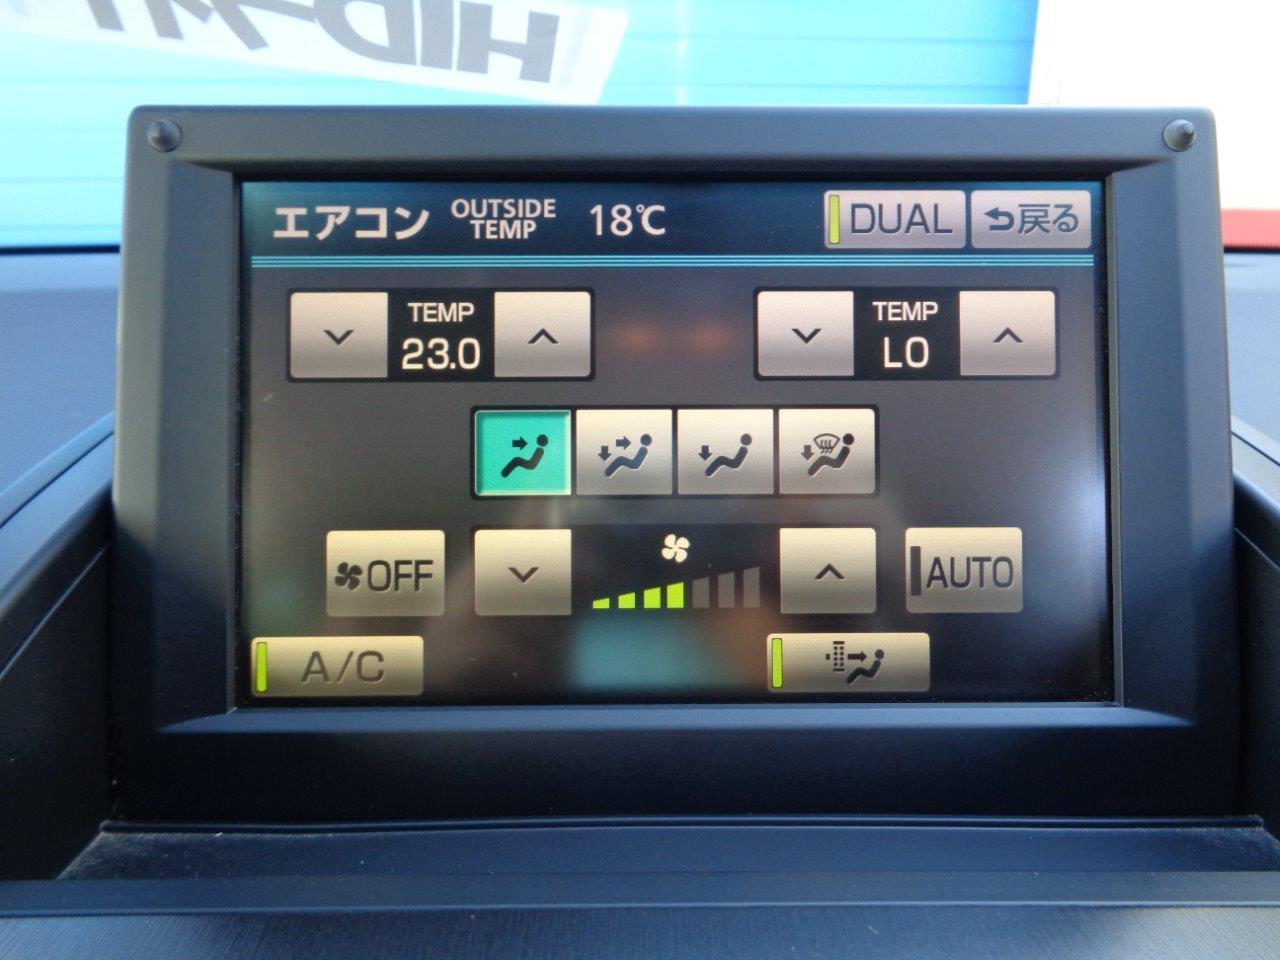 エアコン
OUTSIDE
TEMP
18℃
DUAL
戻る
TEMP
23.0
TEMP
LO
OFF
AUTO
A/C